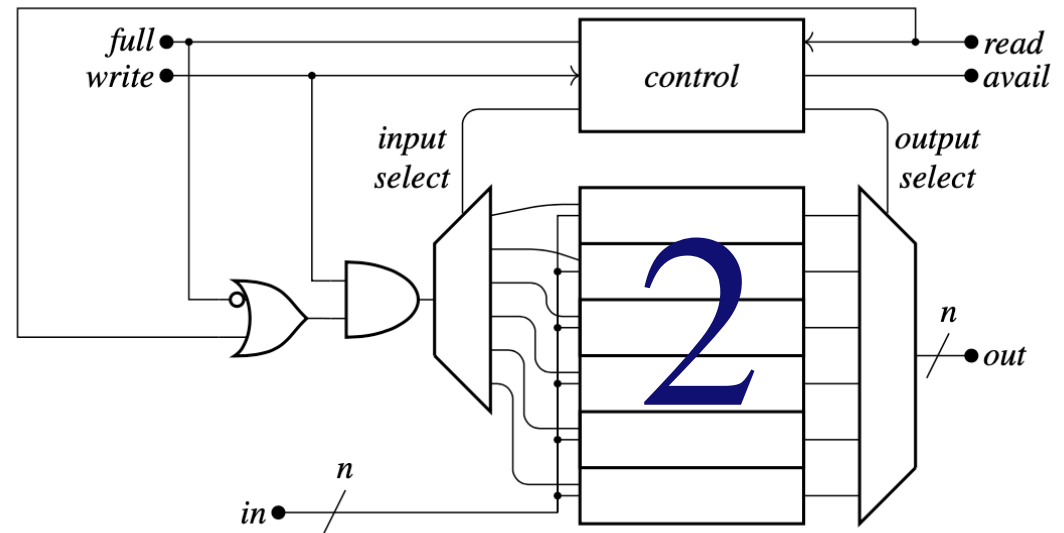 full
read
write
control
avail
input
select
output
select
2
n
out
n
in